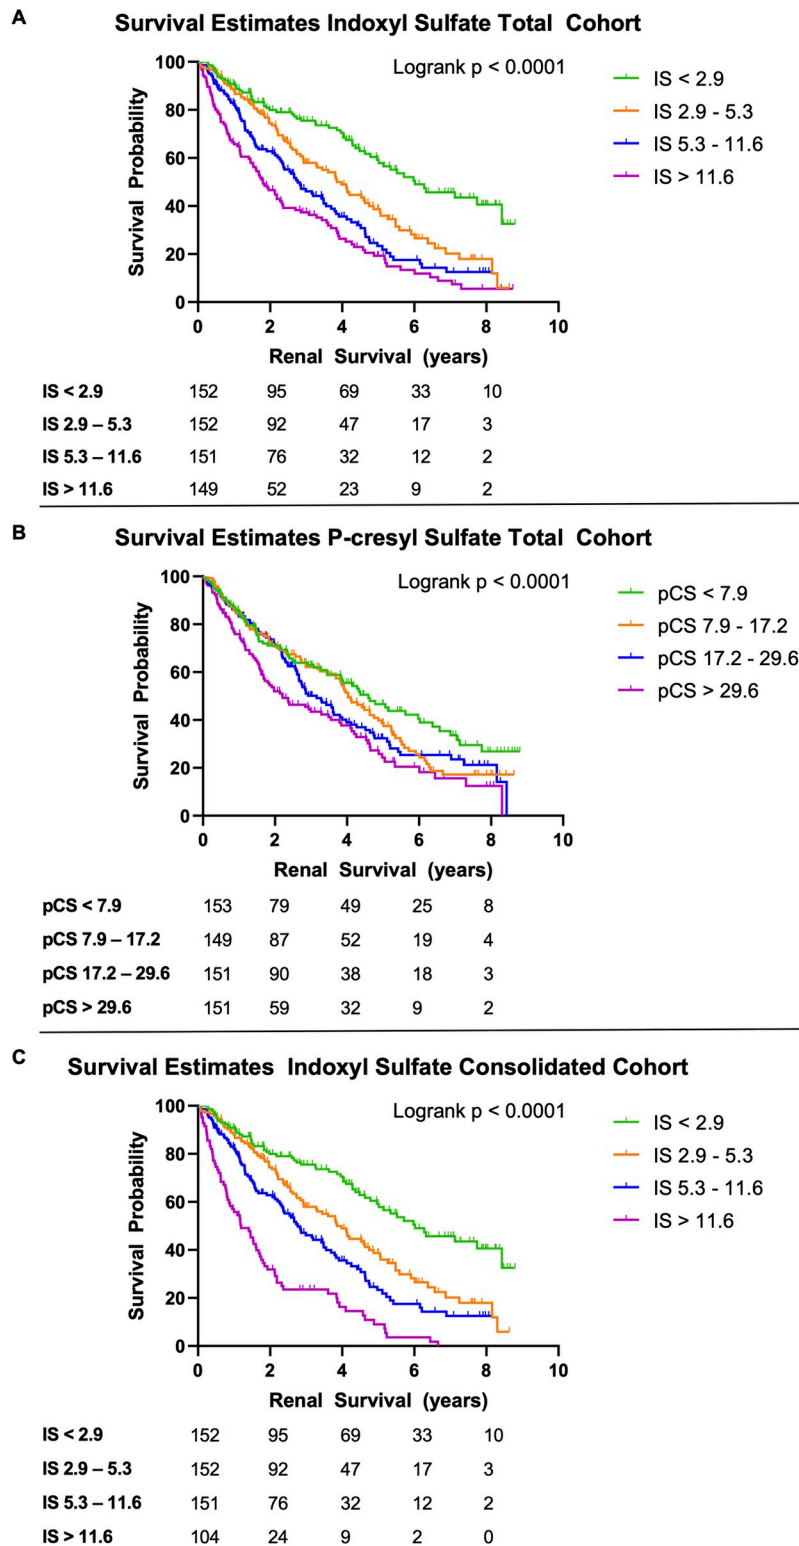 A
Survival Estimates Indoxyl Sulfate Total Cohort
Logrank p < 0.0001
Survival Probability
100
80
60
40
20
0
0 2 4 6 8 10
Renal Survival (years)
IS < 2.9
IS 2.9 - 5.3
IS 5.3 - 11.6
IS > 11.6
IS < 2.9 152 95 69 33 10
IS 2.9 – 5.3 152 92 47 17 3
IS 5.3 – 11.6 151 76 32 12 2
IS > 11.6 149 52 23 9 2
B
Survival Estimates P-cresyl Sulfate Total Cohort
Logrank p < 0.0001
Survival Probability
100
80
60
40
20
0
0 2 4 6 8 10
Renal Survival (years)
pCS < 7.9
pCS 7.9 - 17.2
pCS 17.2 - 29.6
pCS > 29.6
pCS < 7.9 153 79 49 25 8
pCS 7.9 – 17.2 149 87 52 19 4
pCS 17.2 – 29.6 151 90 38 18 3
pCS > 29.6 151 59 32 9 2
C
Survival Estimates Indoxyl Sulfate Consolidated Cohort
Logrank p < 0.0001
Survival Probability
100
80
60
40
20
0
0 2 4 6 8 10
Renal Survival (years)
IS < 2.9
IS 2.9 - 5.3
IS 5.3 - 11.6
IS > 11.6
IS < 2.9 152 95 69 33 10
IS 2.9 – 5.3 152 92 47 17 3
IS 5.3 – 11.6 151 76 32 12 2
IS > 11.6 104 24 9 2 0